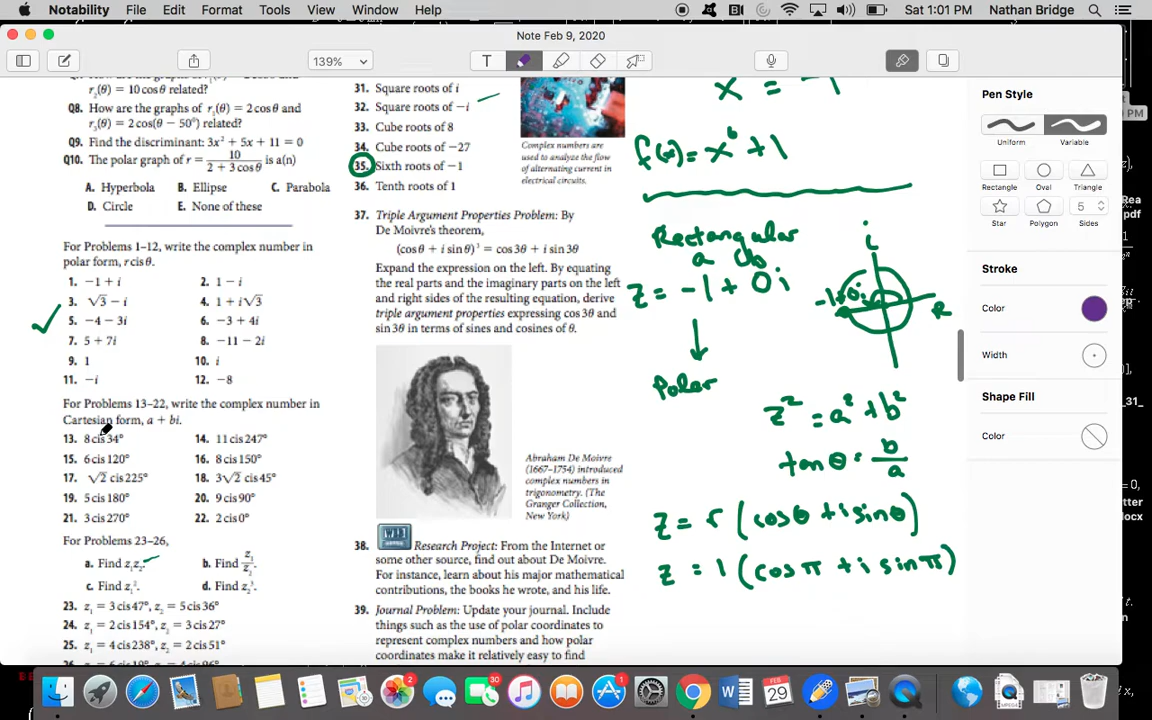 Notability File Edit Format Tools View Window Help Sat 1:01 PM Nathan Bridge
Note Feb 9, 2020
139%
T
r₂(θ) = 10 cos θ related?
Q8. How are the graphs of r₁(θ) = 2 cos θ and
r₂(θ) = 2 cos(θ − 50°) related?
Q9. Find the discriminant: 3x² + 5x + 11 = 0
Q10. The polar graph of r = 10 / (2 + 3 cos θ) is a(n)
A. Hyperbola B. Ellipse C. Parabola
D. Circle E. None of these
For Problems 1–12, write the complex number in
polar form, r cis θ.
1. −1 + i 2. 1 − i
3. √3 − i 4. 1 + i√3
5. −4 − 3i 6. −3 + 4i
7. 5 + 7i 8. −11 − 2i
9. 1 10. i
11. −i 12. −8
For Problems 13–22, write the complex number in
Cartesian form, a + bi.
13. 8 cis 34° 14. 11 cis 247°
15. 6 cis 120° 16. 8 cis 150°
17. √2 cis 225° 18. 3√2 cis 45°
19. 5 cis 180° 20. 9 cis 90°
21. 3 cis 270° 22. 2 cis 0°
For Problems 23–26,
a. Find z₁z₂. b. Find z₁/z₂.
c. Find z₁². d. Find z₂³.
23. z₁ = 3 cis 47°, z₂ = 5 cis 36°
24. z₁ = 2 cis 154°, z₂ = 3 cis 27°
25. z₁ = 4 cis 238°, z₂ = 2 cis 51°
31. Square roots of i
32. Square roots of −i
33. Cube roots of 8
34. Cube roots of −27
35. Sixth roots of −1
36. Tenth roots of 1
Complex numbers are
used to analyze the flow
of alternating current in
electrical circuits.
37. Triple Argument Properties Problem: By
De Moivre's theorem,
(cos θ + i sin θ)³ = cos 3θ + i sin 3θ
Expand the expression on the left. By equating
the real parts and the imaginary parts on the left
and right sides of the resulting equation, derive
triple argument properties expressing cos 3θ and
sin 3θ in terms of sines and cosines of θ.
Abraham De Moivre
(1667–1754) introduced
complex numbers in
trigonometry. (The
Granger Collection,
New York)
38. Research Project: From the Internet or
some other source, find out about De Moivre.
For instance, learn about his major mathematical
contributions, the books he wrote, and his life.
39. Journal Problem: Update your journal. Include
things such as the use of polar coordinates to
represent complex numbers and how polar
coordinates make it relatively easy to find
x = -1
f(x) = x⁶ + 1
Rectangular
a b
z = -1 + 0i
i
-1+0i
R
Polar
z² = a² + b²
tan θ = b/a
z = r (cosθ + i sinθ)
z = 1 (cos π + i sin π)
Pen Style
Uniform Variable
Rectangle Oval Triangle
5
Star Polygon Sides
Stroke
Color
Width
Shape Fill
Color
PM
Rea
pdf
tter
docx
2 30 1
FEB
29
W